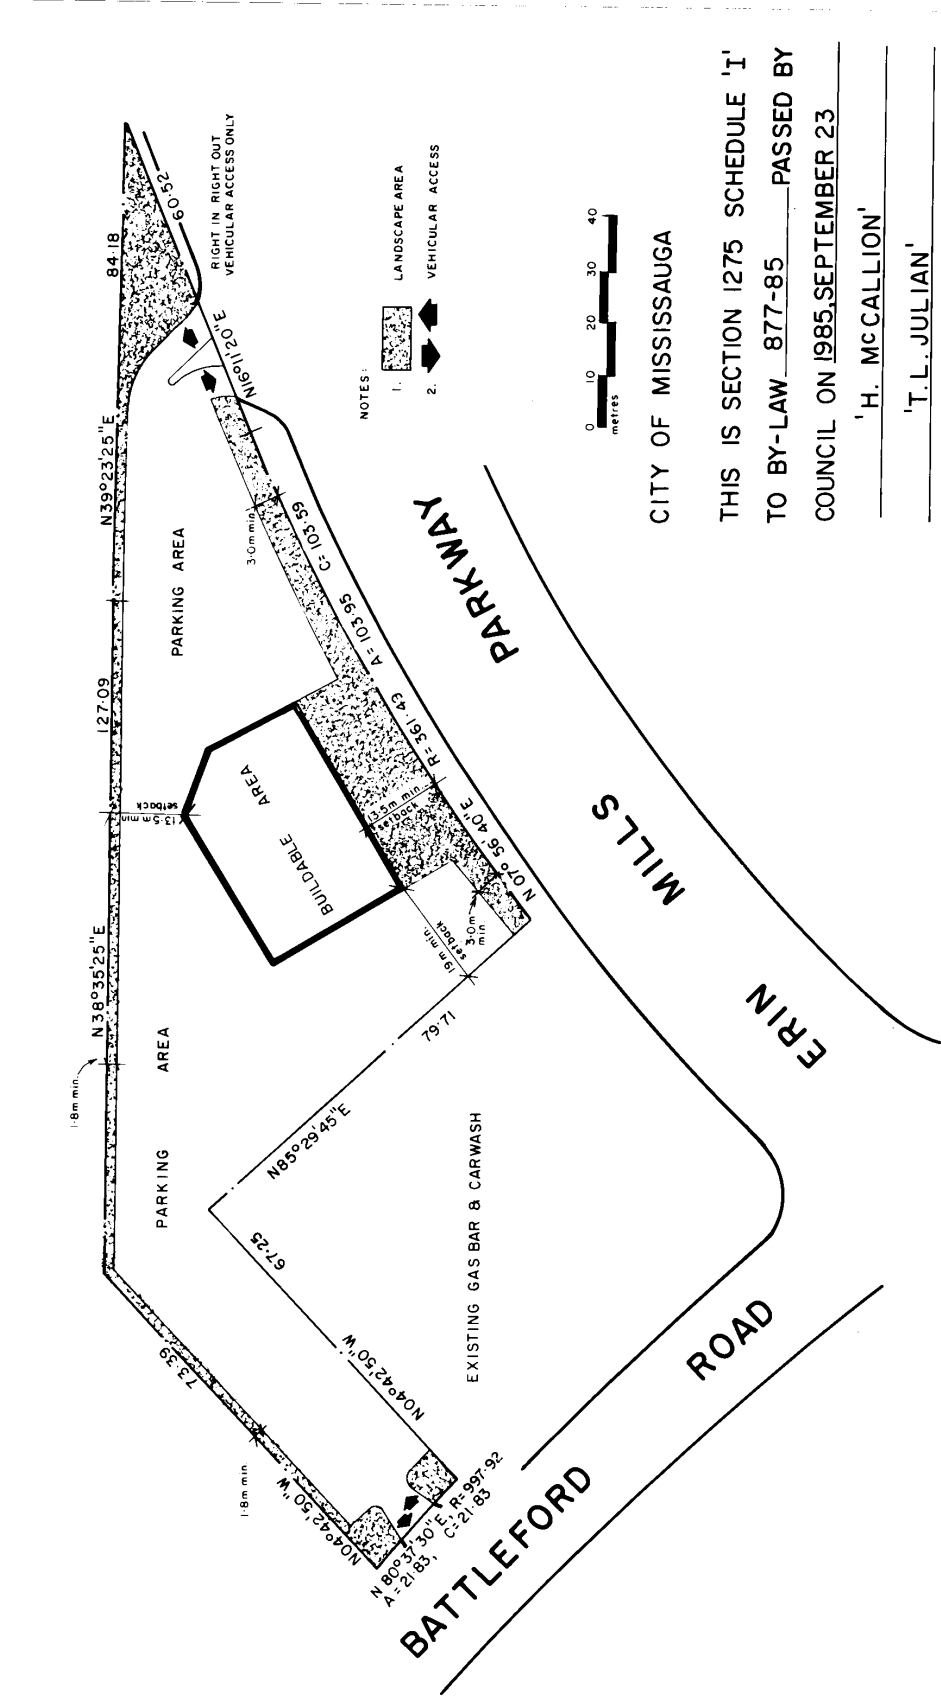 84·18
60·52
RIGHT IN RIGHT OUT
VEHICULAR ACCESS ONLY
N16°11'20"E
N39°23'25"E
PARKING AREA
3·0m min
C=103·59
A=103·95
R=361·43
127·09
13·5m min
setback
BUILDABLE AREA
13·5m min.
setback
N 07° 56' 40" E
3·0m
min
19m min.
setback
N38°35'25"E
1·8m min.
PARKING AREA
79·71
N85°29'45"E
67·25
N04°42'50"W
EXISTING GAS BAR & CARWASH
73·39
1·8m min
N04°42'50"W
N 80°37'30"E, R=997·92
A=21·83, C=21·83
BATTLEFORD ROAD
ERIN MILLS PARKWAY
NOTES:
1. LANDSCAPE AREA
2. VEHICULAR ACCESS
0 10 20 30 40
metres
CITY OF MISSISSAUGA
THIS IS SECTION 1275 SCHEDULE 'I'
TO BY-LAW 877-85 PASSED BY
COUNCIL ON 1985,SEPTEMBER 23
'H. McCALLION'
'T.L. JULIAN'